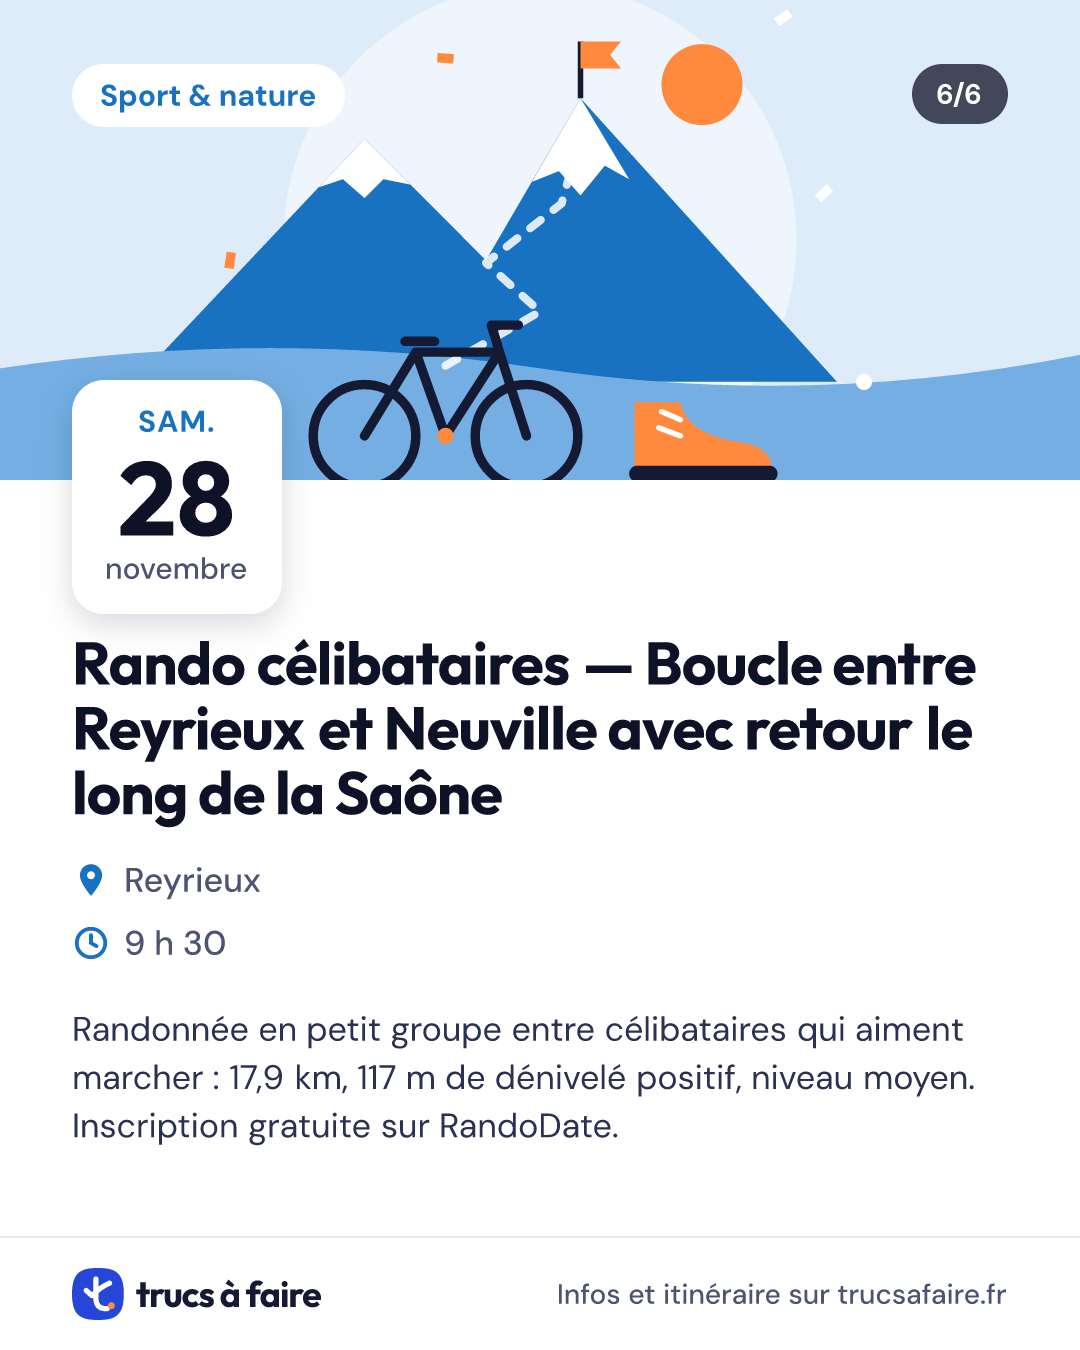 Sport & nature
6/6
SAM.
28
novembre
Rando célibataires — Boucle entre
Reyrieux et Neuville avec retour le
long de la Saône
Reyrieux
9 h 30
Randonnée en petit groupe entre célibataires qui aiment
marcher : 17,9 km, 117 m de dénivelé positif, niveau moyen.
Inscription gratuite sur RandoDate.
trucs à faire
Infos et itinéraire sur trucsafaire.fr